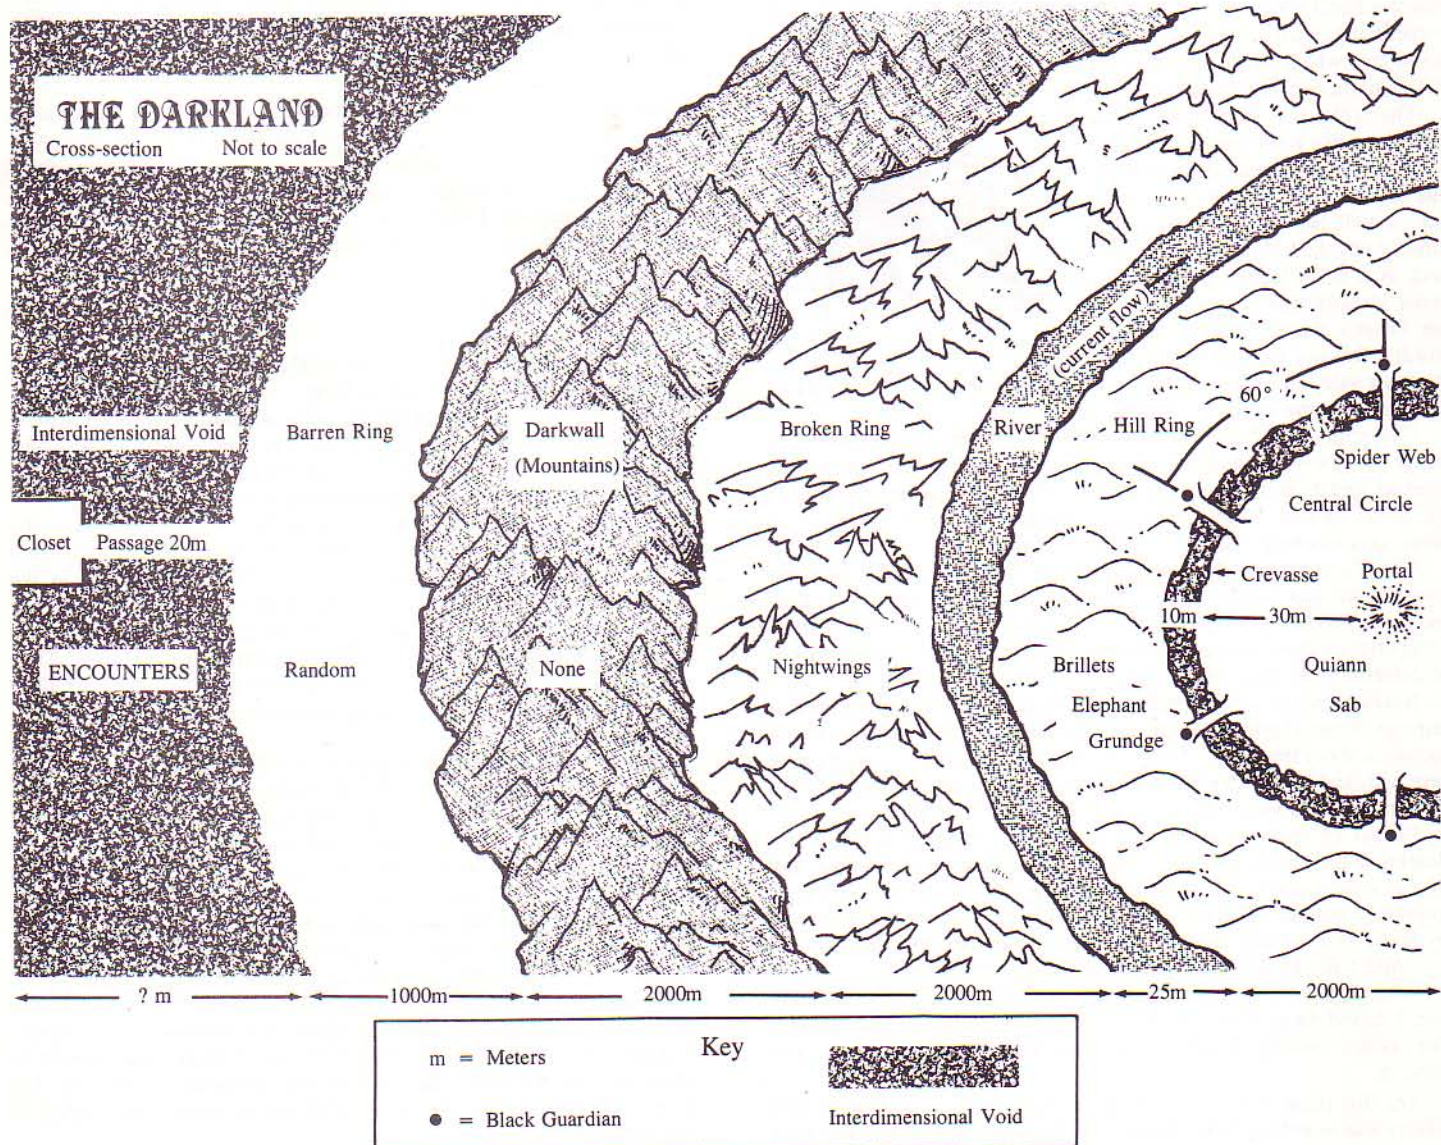 THE DARKLAND
Cross-section Not to scale
(current flow)
60°
Interdimensional Void
Barren Ring
Darkwall
(Mountains)
Broken Ring
River
Hill Ring
Spider Web
Central Circle
Closet
Passage 20m
Crevasse
Portal
10m
30m
ENCOUNTERS
Random
None
Nightwings
Brillets
Elephant
Grundge
Quiann
Sab
? m
1000m
2000m
2000m
25m
2000m
Key
m = Meters
● = Black Guardian
Interdimensional Void